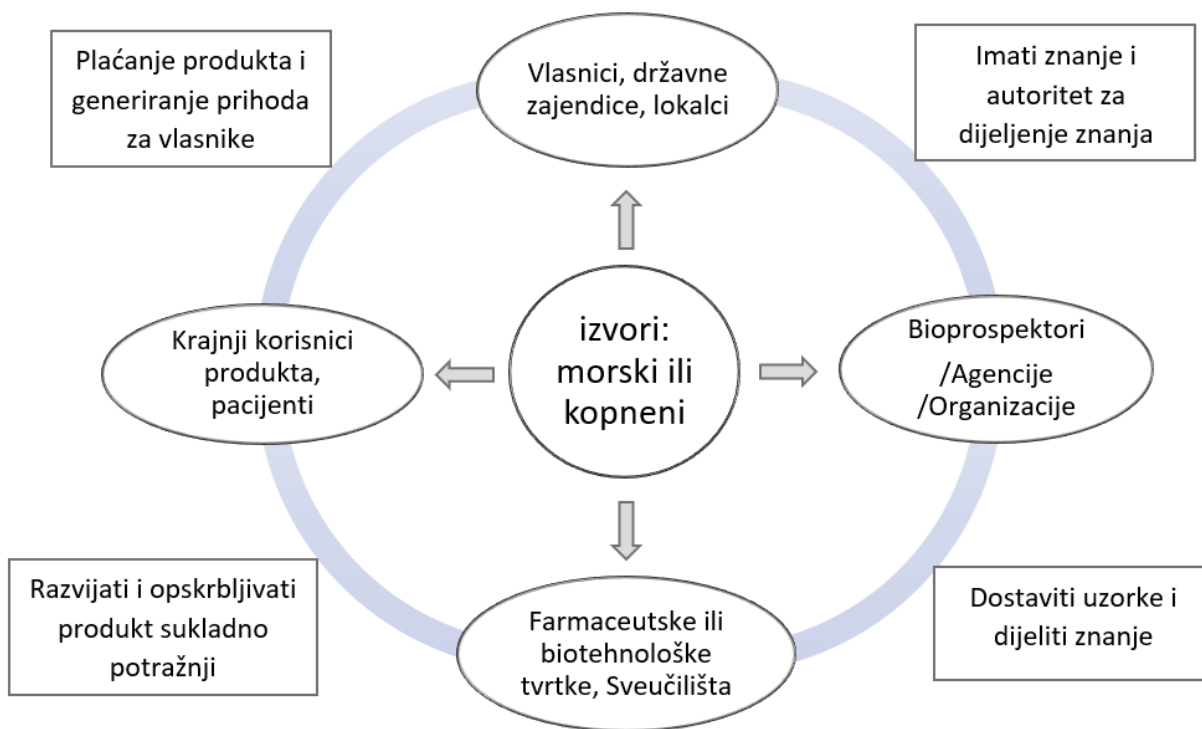 Plaćanje produkta i
generiranje prihoda
za vlasnike
Vlasnici, državne
zajendice, lokalci
Imati znanje i
autoritet za
dijeljenje znanja
Krajnji korisnici
produkta,
pacijenti
izvori:
morski ili
kopneni
Bioprospektori
/Agencije
/Organizacije
Razvijati i opskrbljivati
produkt sukladno
potražnji
Farmaceutske ili
biotehnološke
tvrtke, Sveučilišta
Dostaviti uzorke i
dijeliti znanje